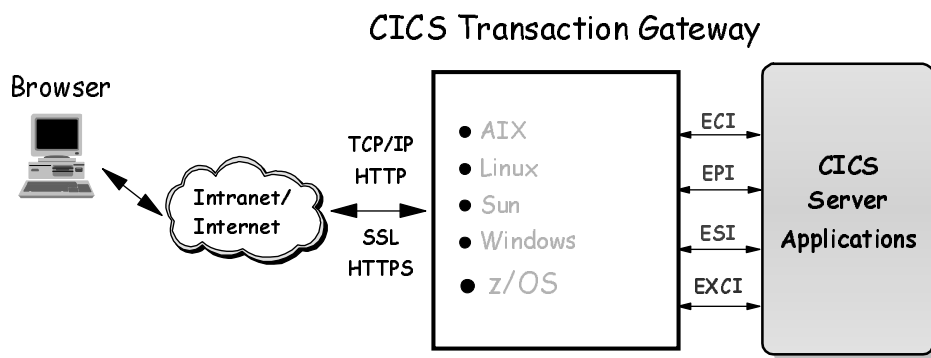 CICS Transaction Gateway
Browser
Intranet/
Internet
TCP/IP
HTTP
SSL
HTTPS
AIX
Linux
Sun
Windows
z/OS
ECI
EPI
ESI
EXCI
CICS
Server
Applications